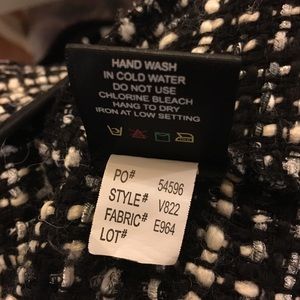 HAND WASH
IN COLD WATER
DO NOT USE
CHLORINE BLEACH
HANG TO DRY
IRON AT LOW SETTING
PO# 54596
STYLE# V822
FABRIC# E964
LOT#